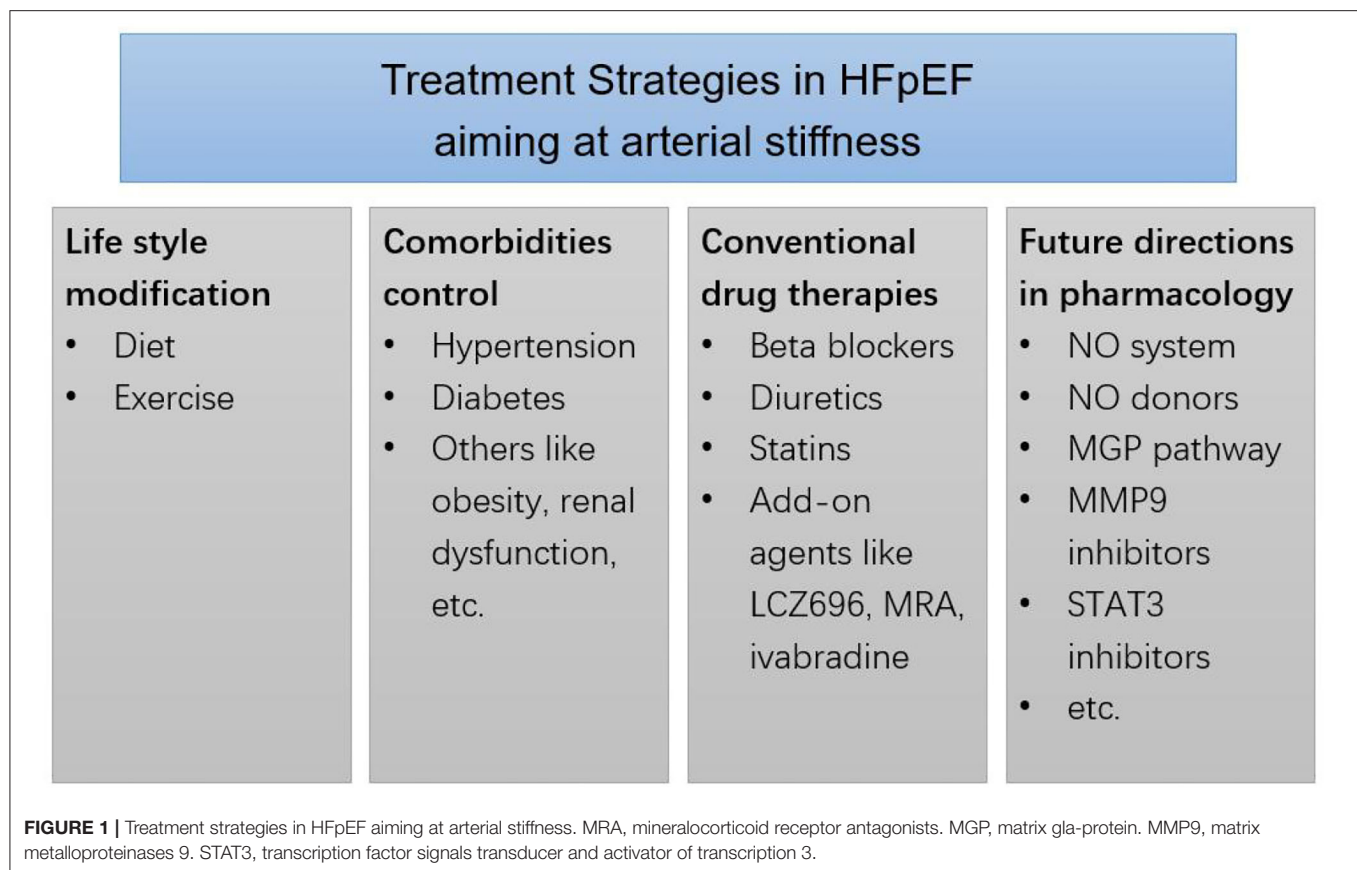 Treatment Strategies in HFpEF
aiming at arterial stiffness
Life style
modification
• Diet
• Exercise
Comorbidities
control
• Hypertension
• Diabetes
• Others like
obesity, renal
dysfunction,
etc.
Conventional
drug therapies
• Beta blockers
• Diuretics
• Statins
• Add-on
agents like
LCZ696, MRA,
ivabradine
Future directions
in pharmacology
• NO system
• NO donors
• MGP pathway
• MMP9
inhibitors
• STAT3
inhibitors
• etc.
FIGURE 1 | Treatment strategies in HFpEF aiming at arterial stiffness. MRA, mineralocorticoid receptor antagonists. MGP, matrix gla-protein. MMP9, matrix
metalloproteinases 9. STAT3, transcription factor signals transducer and activator of transcription 3.